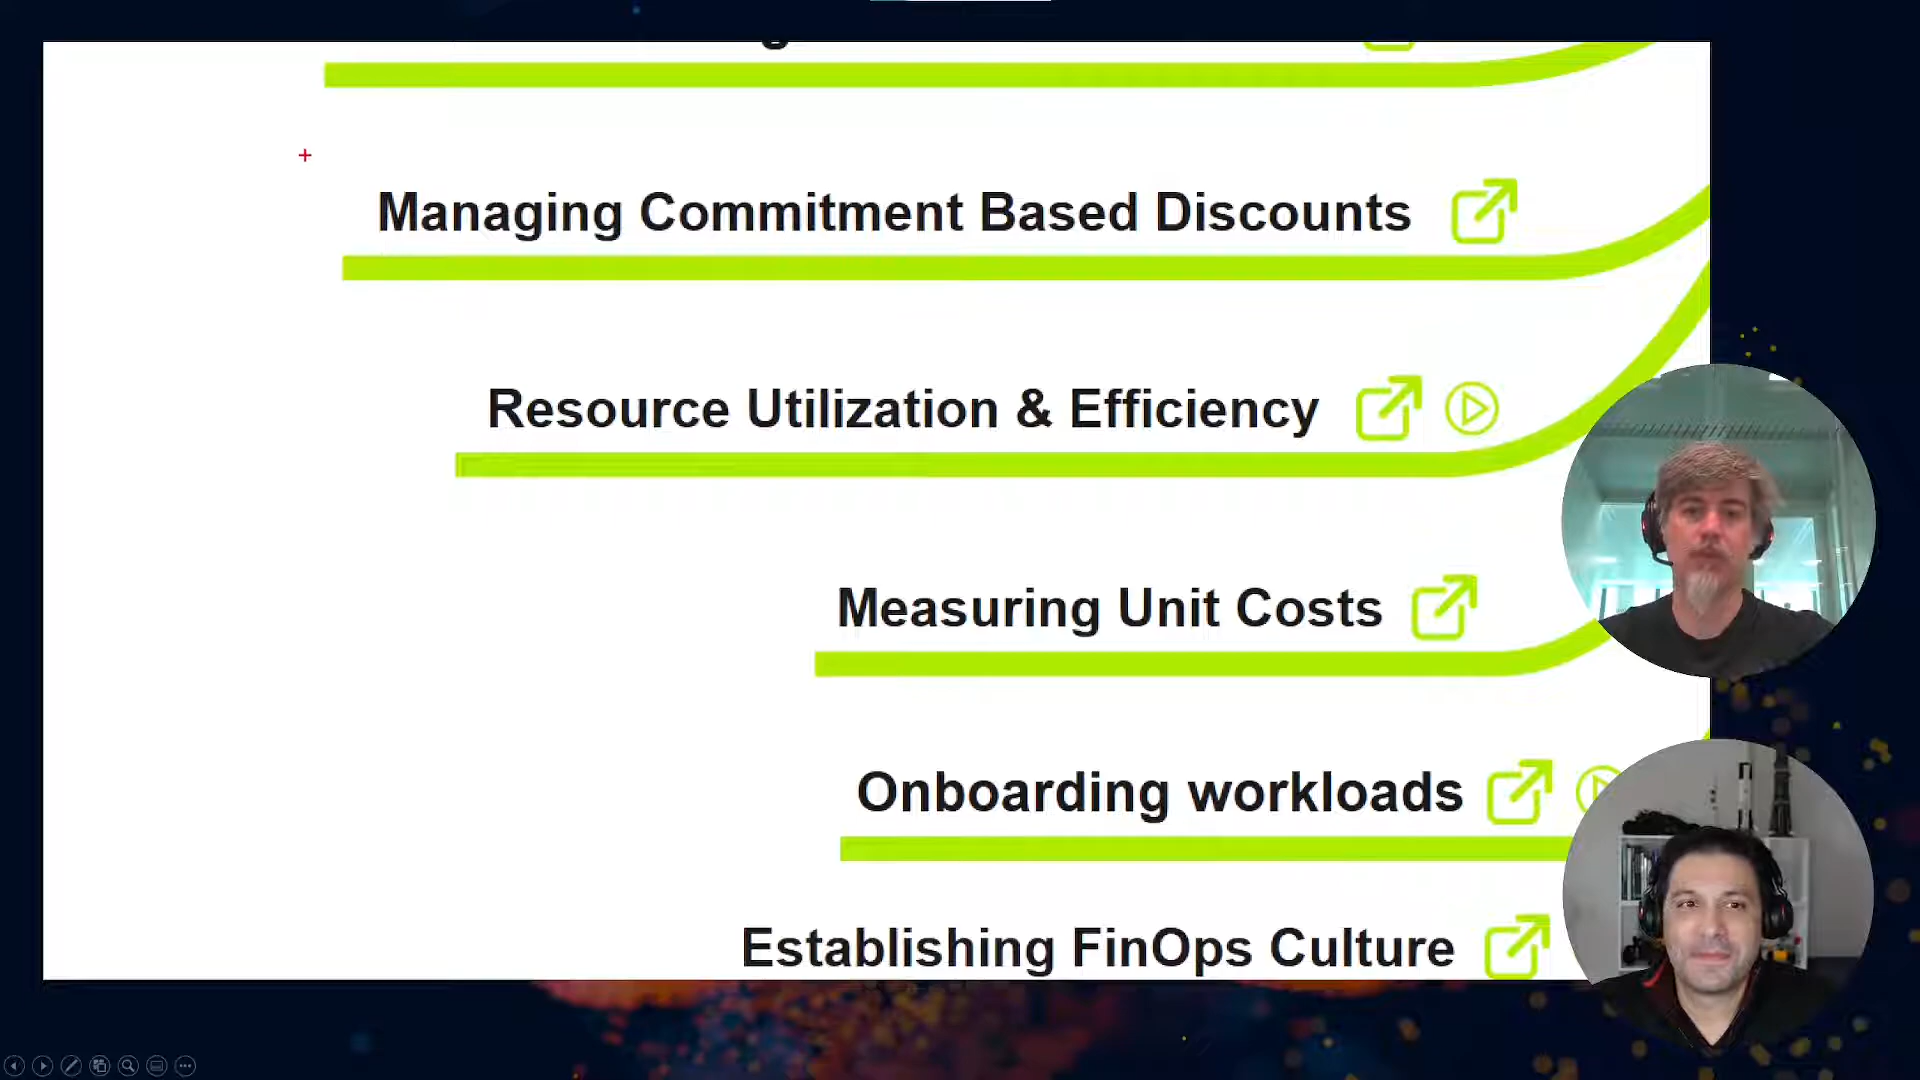 Managing Commitment Based Discounts
Resource Utilization & Efficiency
Measuring Unit Costs
Onboarding workloads
Establishing FinOps Culture